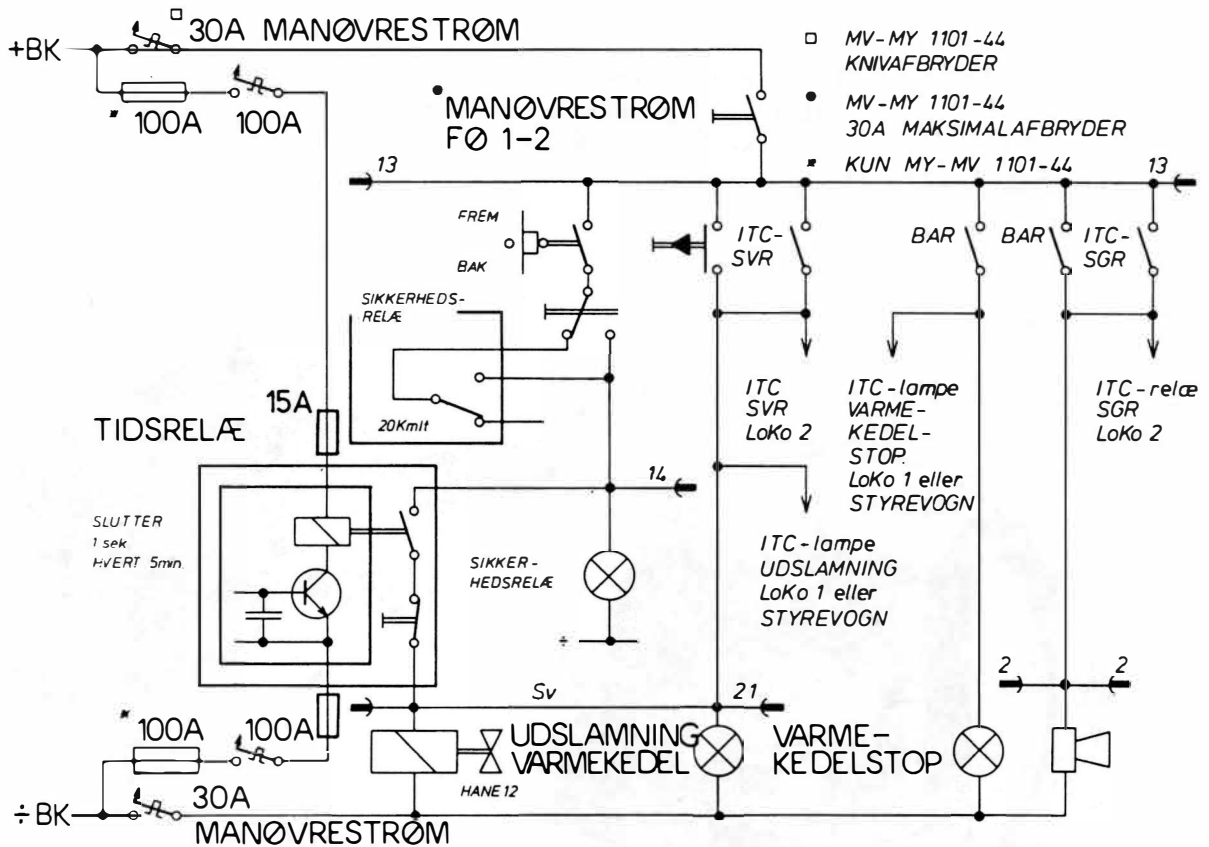 30A MANØVRESTRØM
+BK
* 100A 100A
• MANØVRESTRØM
FØ 1-2
□ MV-MY 1101-44
KNIVAFBRYDER
• MV-MY 1101-44
30A MAKSIMALAFBRYDER
* KUN MY-MV 1101-44
13
13
FREM
BAK
ITC-
SVR
BAR
BAR
ITC-
SGR
SIKKERHEDS-
RELÆ
20Kmlt
ITC
SVR
LoKo 2
ITC-lampe
VARME-
KEDEL-
STOP.
LoKo 1 eller
STYREVOGN
ITC-relæ
SGR
LoKo 2
15A
TIDSRELÆ
14
SLUTTER
1 sek.
HVERT 5min.
SIKKER-
HEDSRELÆ
ITC-lampe
UDSLAMNING
LoKo 1 eller
STYREVOGN
÷
2
2
Sv
21
* 100A 100A
UDSLAMNING
VARMEKEDEL
VARME-
KEDELSTOP
HANE 12
÷BK
30A
MANØVRESTRØM